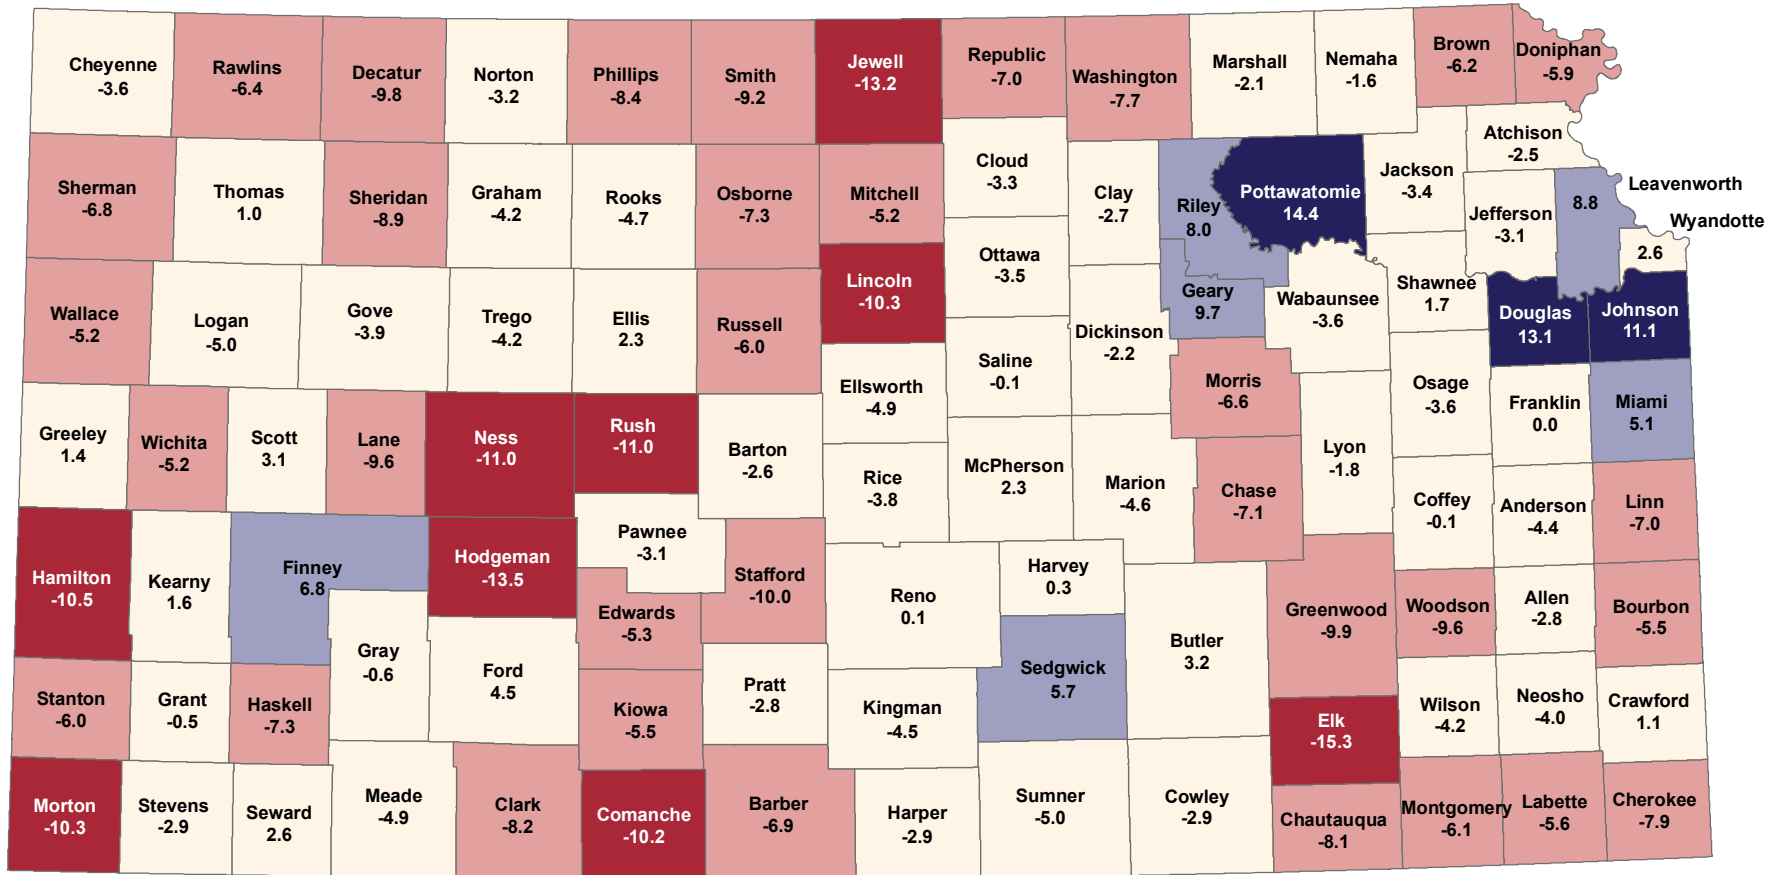 Cheyenne
-3.6
Rawlins
-6.4
Decatur
-9.8
Norton
-3.2
Phillips
-8.4
Smith
-9.2
Jewell
-13.2
Republic
-7.0
Washington
-7.7
Marshall
-2.1
Nemaha
-1.6
Brown
-6.2
Doniphan
-5.9
Sherman
-6.8
Thomas
1.0
Sheridan
-8.9
Graham
-4.2
Rooks
-4.7
Osborne
-7.3
Mitchell
-5.2
Cloud
-3.3
Clay
-2.7
Riley
8.0
Pottawatomie
14.4
Jackson
-3.4
Atchison
-2.5
Jefferson
-3.1
Leavenworth
8.8
Wyandotte
2.6
Wallace
-5.2
Logan
-5.0
Gove
-3.9
Trego
-4.2
Ellis
2.3
Russell
-6.0
Lincoln
-10.3
Ottawa
-3.5
Dickinson
-2.2
Geary
9.7
Wabaunsee
-3.6
Shawnee
1.7
Douglas
13.1
Johnson
11.1
Greeley
1.4
Wichita
-5.2
Scott
3.1
Lane
-9.6
Ness
-11.0
Rush
-11.0
Barton
-2.6
Ellsworth
-4.9
Saline
-0.1
Morris
-6.6
Osage
-3.6
Franklin
0.0
Miami
5.1
Rice
-3.8
McPherson
2.3
Marion
-4.6
Chase
-7.1
Lyon
-1.8
Coffey
-0.1
Anderson
-4.4
Linn
-7.0
Hamilton
-10.5
Kearny
1.6
Finney
6.8
Hodgeman
-13.5
Pawnee
-3.1
Stafford
-10.0
Edwards
-5.3
Reno
0.1
Harvey
0.3
Butler
3.2
Greenwood
-9.9
Woodson
-9.6
Allen
-2.8
Bourbon
-5.5
Stanton
-6.0
Grant
-0.5
Haskell
-7.3
Gray
-0.6
Ford
4.5
Kiowa
-5.5
Pratt
-2.8
Kingman
-4.5
Sedgwick
5.7
Elk
-15.3
Wilson
-4.2
Neosho
-4.0
Crawford
1.1
Morton
-10.3
Stevens
-2.9
Seward
2.6
Meade
-4.9
Clark
-8.2
Comanche
-10.2
Barber
-6.9
Harper
-2.9
Sumner
-5.0
Cowley
-2.9
Chautauqua
-8.1
Montgomery
-6.1
Labette
-5.6
Cherokee
-7.9